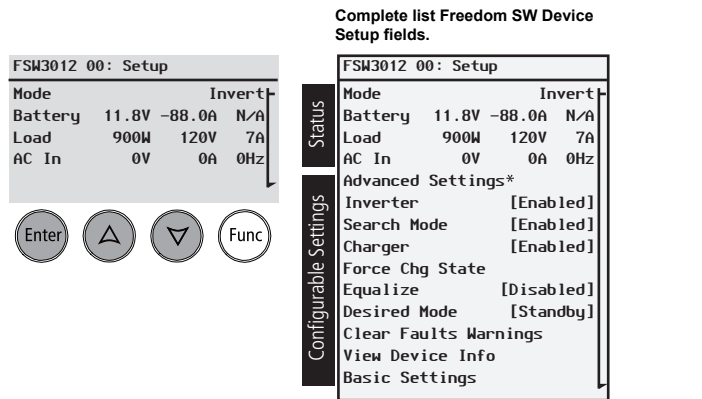 Complete list Freedom SW Device
Setup fields.
FSW3012 00: Setup
Mode Invert
Battery 11.8V -88.0A N/A
Load 900W 120V 7A
AC In 0V 0A 0Hz
Enter
Func
Status
Configurable Settings
FSW3012 00: Setup
Mode Invert
Battery 11.8V -88.0A N/A
Load 900W 120V 7A
AC In 0V 0A 0Hz
Advanced Settings*
Inverter [Enabled]
Search Mode [Enabled]
Charger [Enabled]
Force Chg State
Equalize [Disabled]
Desired Mode [Standby]
Clear Faults Warnings
View Device Info
Basic Settings